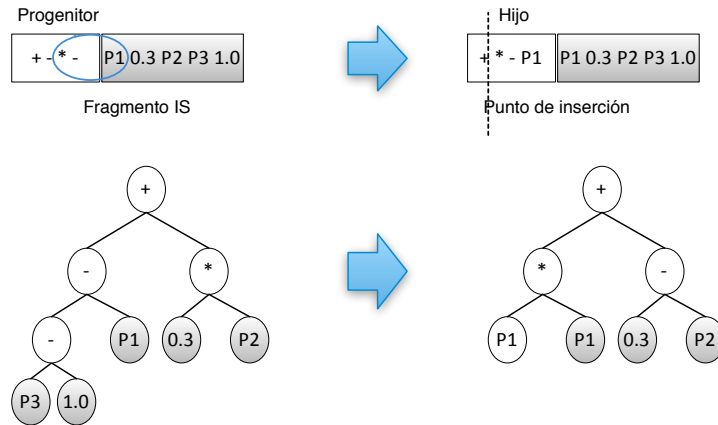 Progenitor Hijo
+ - * - P1 0.3 P2 P3 1.0 + * - P1 P1 0.3 P2 P3 1.0
Fragmento IS Punto de inserción
+ +
- * * -
- P1 0.3 P2 P1 P1 0.3 P2
P3 1.0